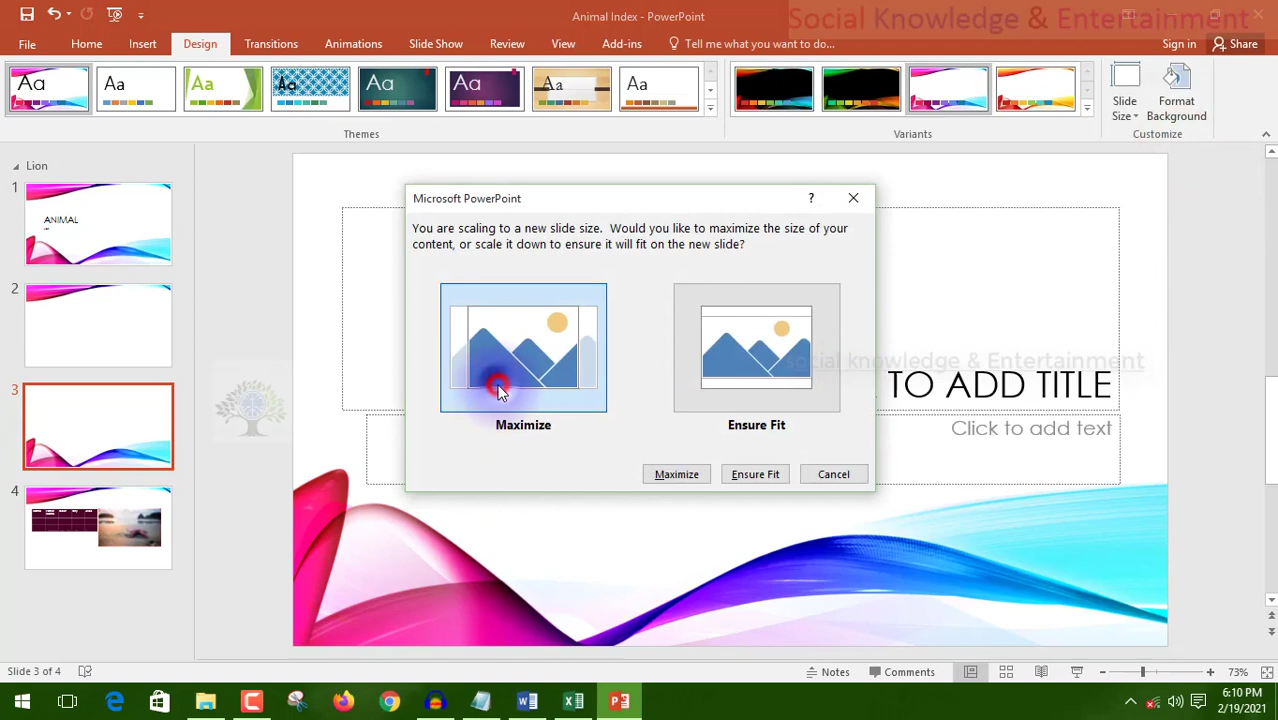 Animal Index - PowerPoint
Social Knowledge & Entertainment
File
Home
Insert
Design
Transitions
Animations
Slide Show
Review
View
Add-ins
Tell me what you want to do...
Sign in
Share
Aa
Aa
Aa
Aa
Aa
Aa
Aa
Aa
Slide
Size
Format
Background
Themes
Variants
Customize
Lion
1
ANIMAL
2
3
4
Microsoft PowerPoint
?
You are scaling to a new slide size. Would you like to maximize the size of your
content, or scale it down to ensure it will fit on the new slide?
Maximize
Ensure Fit
Maximize
Ensure Fit
Cancel
social knowledge & Entertainment
TO ADD TITLE
Click to add text
Slide 3 of 4
Notes
Comments
73%
6:10 PM
2/19/2021